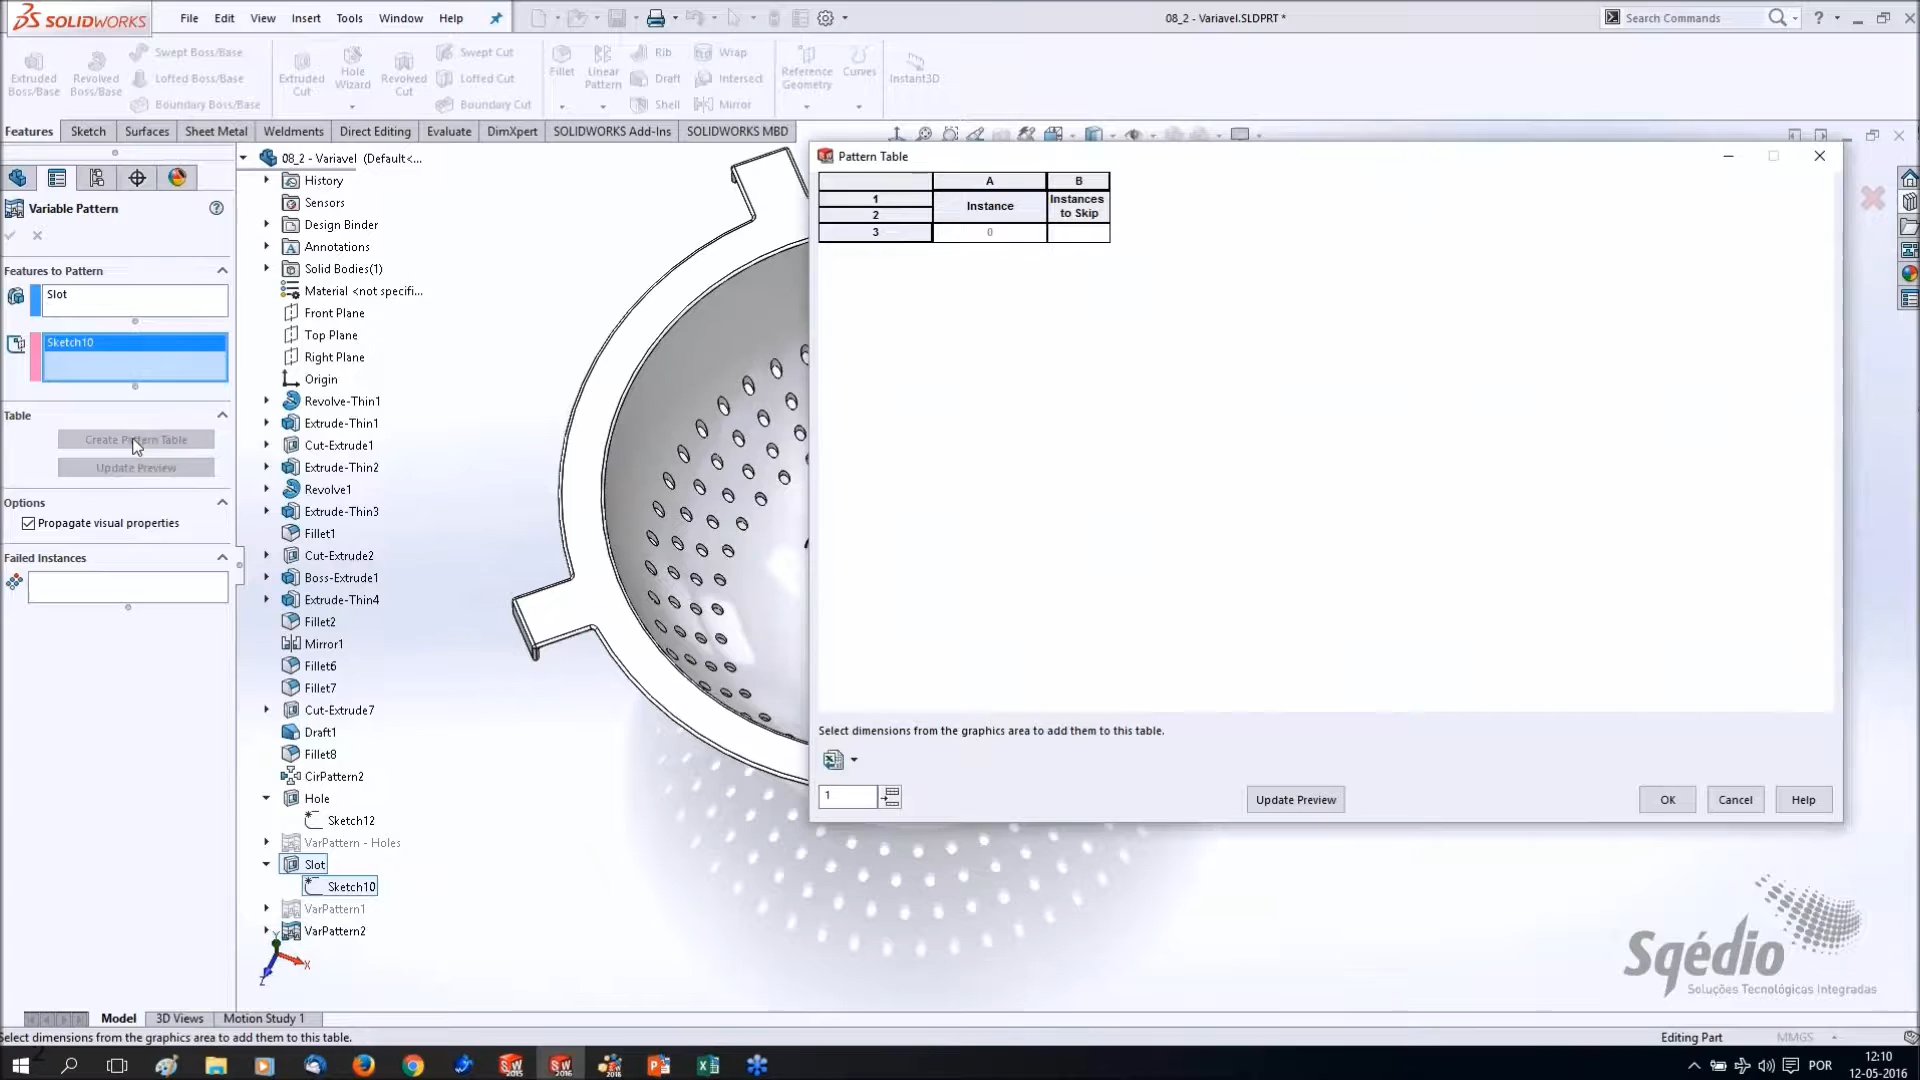 SOLIDWORKS
File Edit View Insert Tools Window Help
08_2 - Variavel.SLDPRT *
Search Commands
Extruded Boss/Base
Revolved Boss/Base
Swept Boss/Base
Lofted Boss/Base
Boundary Boss/Base
Extruded Cut
Hole Wizard
Revolved Cut
Swept Cut
Lofted Cut
Boundary Cut
Fillet
Linear Pattern
Rib
Draft
Shell
Wrap
Intersect
Mirror
Reference Geometry
Curves
Instant3D
Features Sketch Surfaces Sheet Metal Weldments Direct Editing Evaluate DimXpert SOLIDWORKS Add-Ins SOLIDWORKS MBD
Variable Pattern
Features to Pattern
Slot
Sketch10
Table
Create Pattern Table
Update Preview
Options
Propagate visual properties
Failed Instances
08_2 - Variavel (Default<...
History
Sensors
Design Binder
Annotations
Solid Bodies(1)
Material <not specifi...
Front Plane
Top Plane
Right Plane
Origin
Revolve-Thin1
Extrude-Thin1
Cut-Extrude1
Extrude-Thin2
Revolve1
Extrude-Thin3
Fillet1
Cut-Extrude2
Boss-Extrude1
Extrude-Thin4
Fillet2
Mirror1
Fillet6
Fillet7
Cut-Extrude7
Draft1
Fillet8
CirPattern2
Hole
Sketch12
VarPattern - Holes
Slot
Sketch10
VarPattern1
VarPattern2
Y
X
Z
Pattern Table
A B
1
2
Instance
Instances to Skip
3 0
Select dimensions from the graphics area to add them to this table.
1
Update Preview
OK Cancel Help
Sqédio
Soluções Tecnológicas Integradas
Model 3D Views Motion Study 1
Select dimensions from the graphics area to add them to this table.
Editing Part
MMGS
POR
12:10
12-05-2016